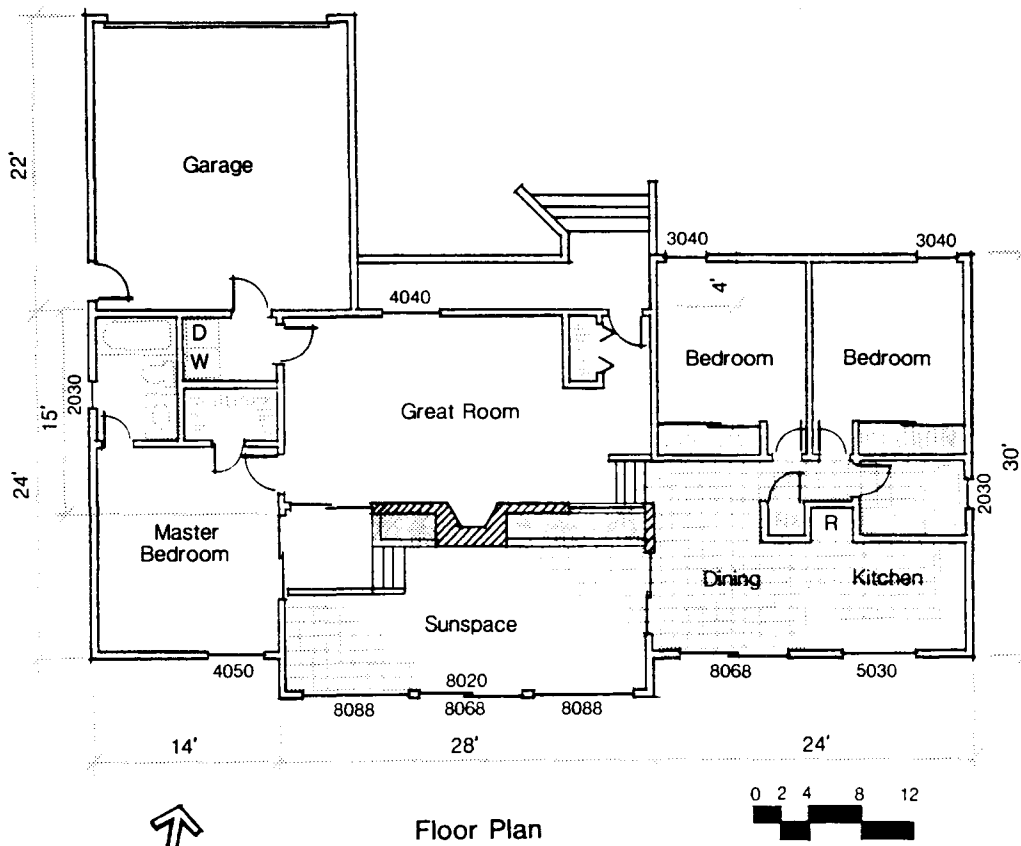 22'
Garage
3040
3040
4040
4'
D
W
Bedroom
Bedroom
2030
15'
Great Room
24'
30'
2030
Master
Bedroom
R
Dining
Kitchen
Sunspace
4050
8020
8068
5030
8088
8068
8088
14'
28'
24'
0 2 4 8 12
Floor Plan